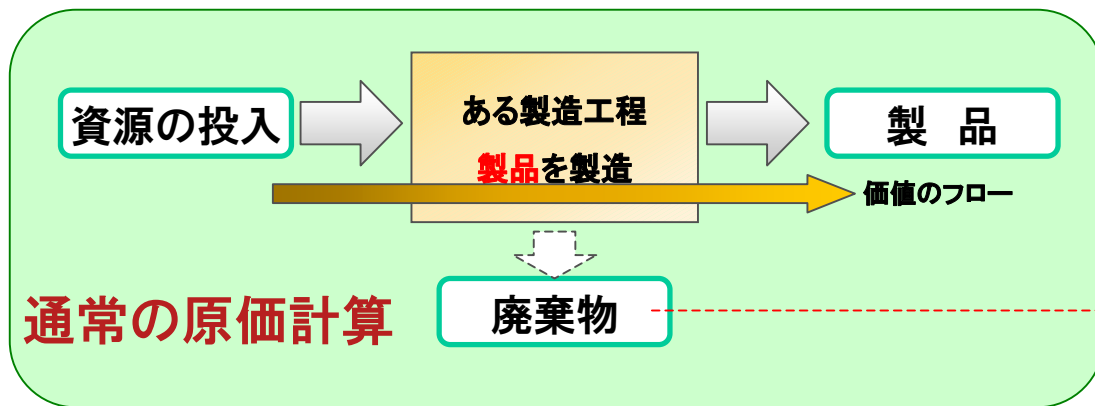 資源の投入
ある製造工程
製品を製造
製 品
価値のフロー
廃棄物
通常の原価計算